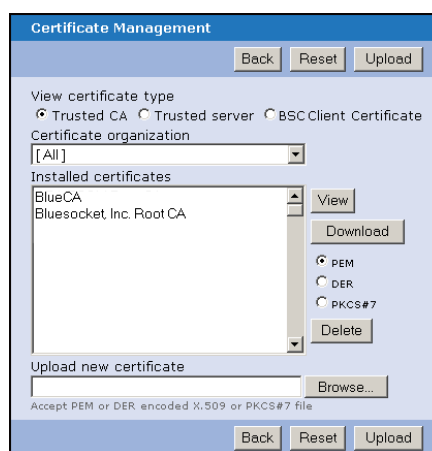 Certificate Management
Back Reset Upload
View certificate type
Trusted CA Trusted server BSC Client Certificate
Certificate organization
[All]
Installed certificates
BlueCA
Bluesocket, Inc. Root CA
View
Download
PEM
DER
PKCS#7
Delete
Upload new certificate
Browse...
Accept PEM or DER encoded X.509 or PKCS#7 file
Back Reset Upload